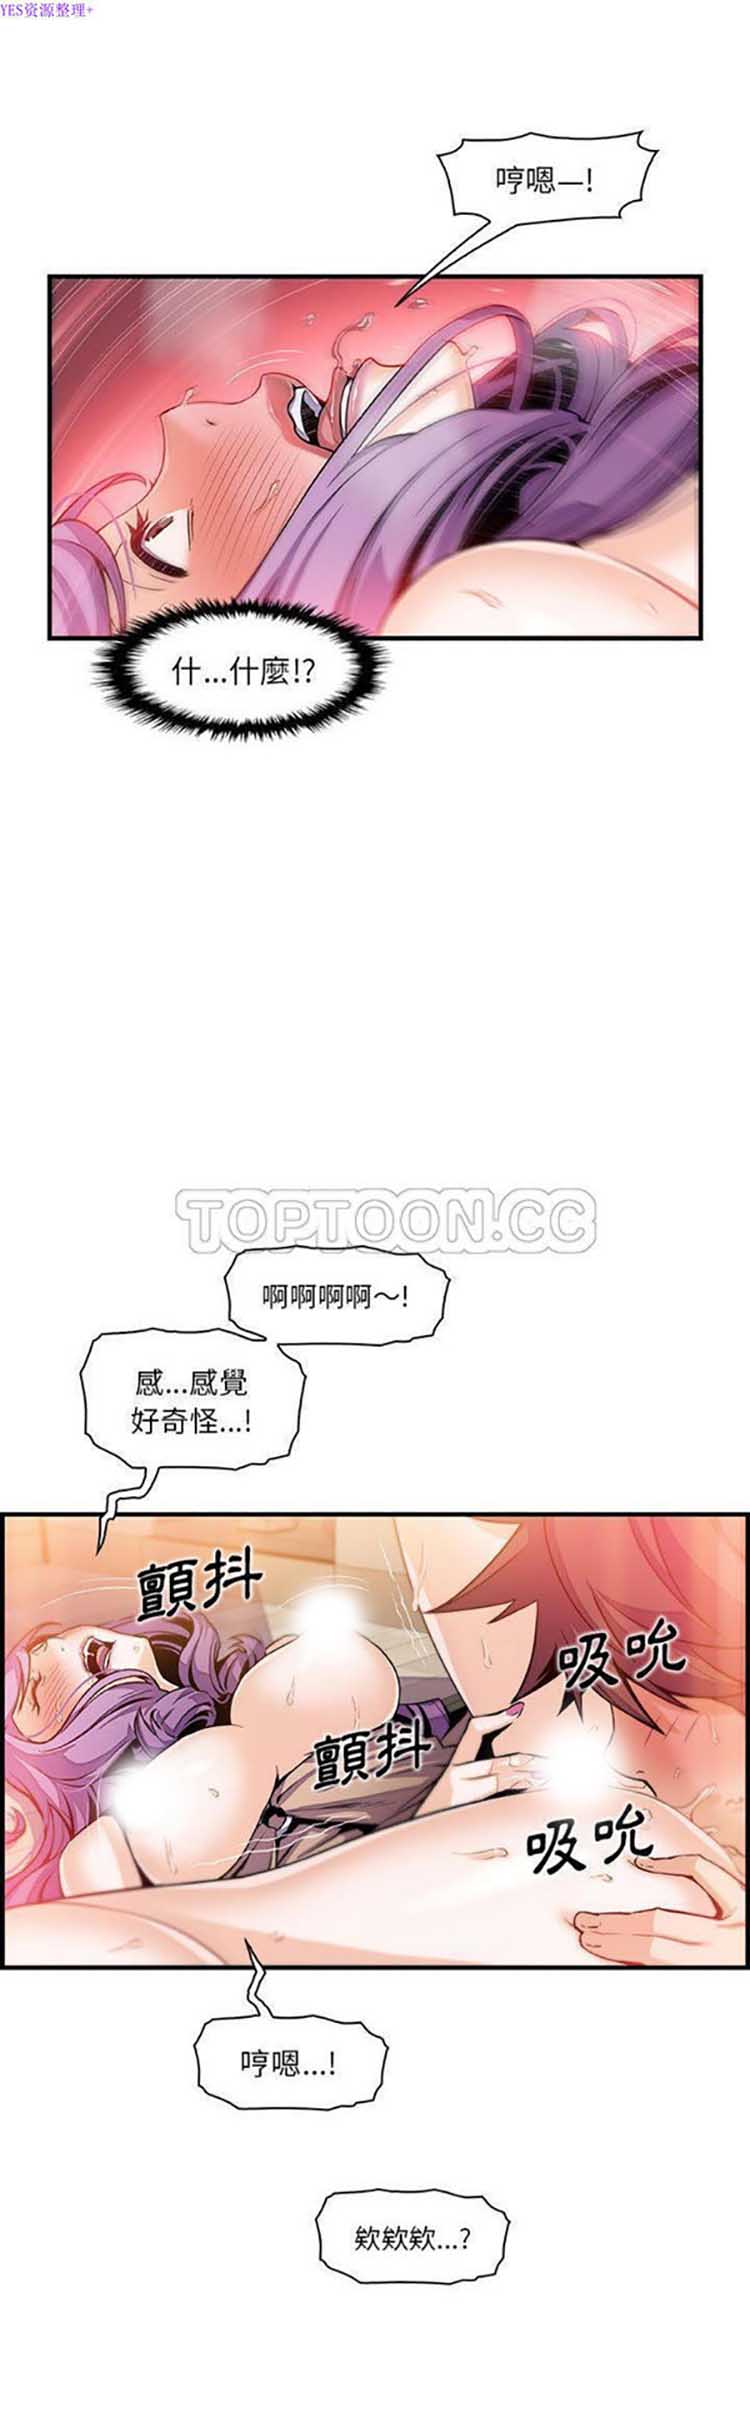 YES资源整理+
哼嗯—!
什...什麼!?
TOPTOON.CC
啊啊啊啊～!
感...感覺
好奇怪...!
顫抖
吸吮
顫抖
吸吮
哼嗯...!
欸欸欸...?